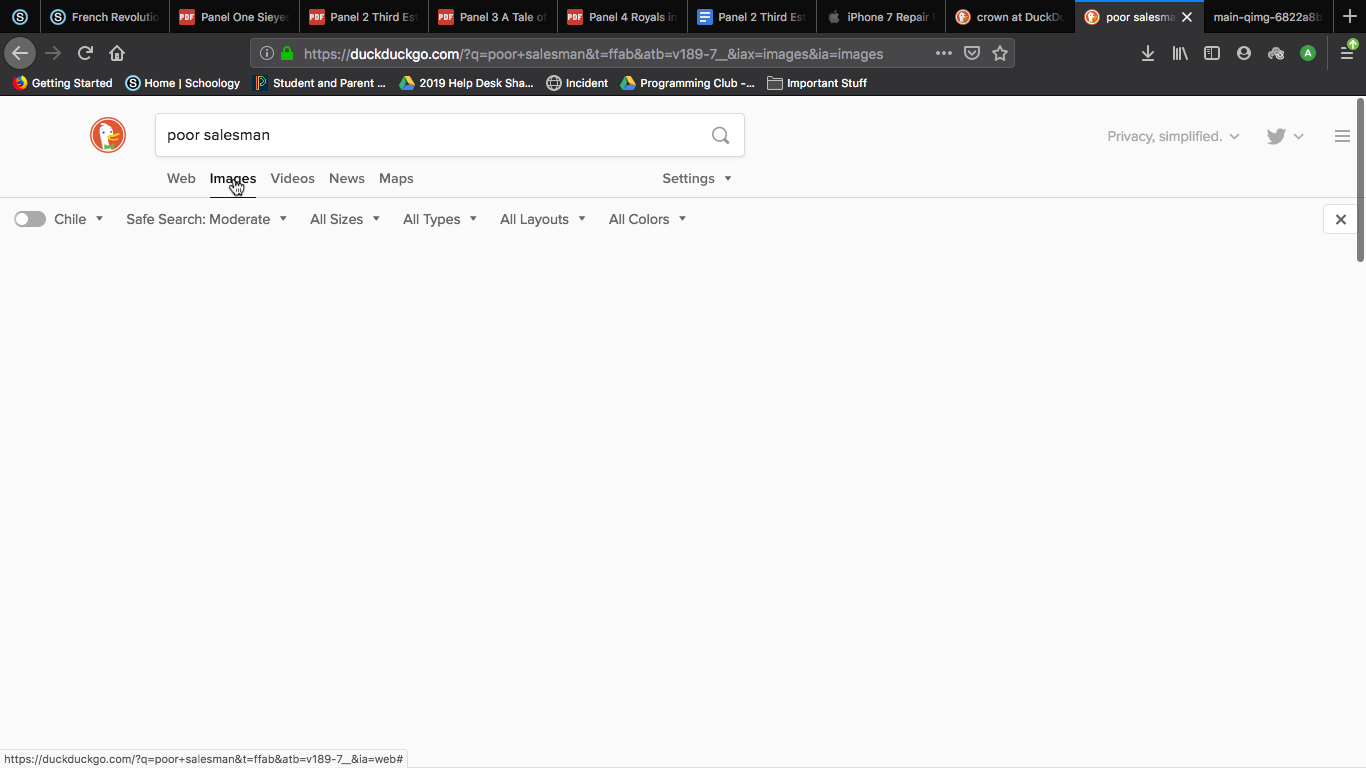 French Revolutio
Panel One Sieyes
Panel 2 Third Est
Panel 3 A Tale of
Panel 4 Royals in
Panel 2 Third Est
iPhone 7 Repair
crown at DuckDu
poor salesma
main-qimg-6822a8b
https://duckduckgo.com/?q=poor+salesman&t=ffab&atb=v189-7__&iax=images&ia=images
A
Getting Started
Home | Schoology
Student and Parent ...
2019 Help Desk Sha...
Incident
Programming Club -...
Important Stuff
poor salesman
Privacy, simplified.
Web Images Videos News Maps Settings
Chile Safe Search: Moderate All Sizes All Types All Layouts All Colors
https://duckduckgo.com/?q=poor+salesman&t=ffab&atb=v189-7__&ia=web#